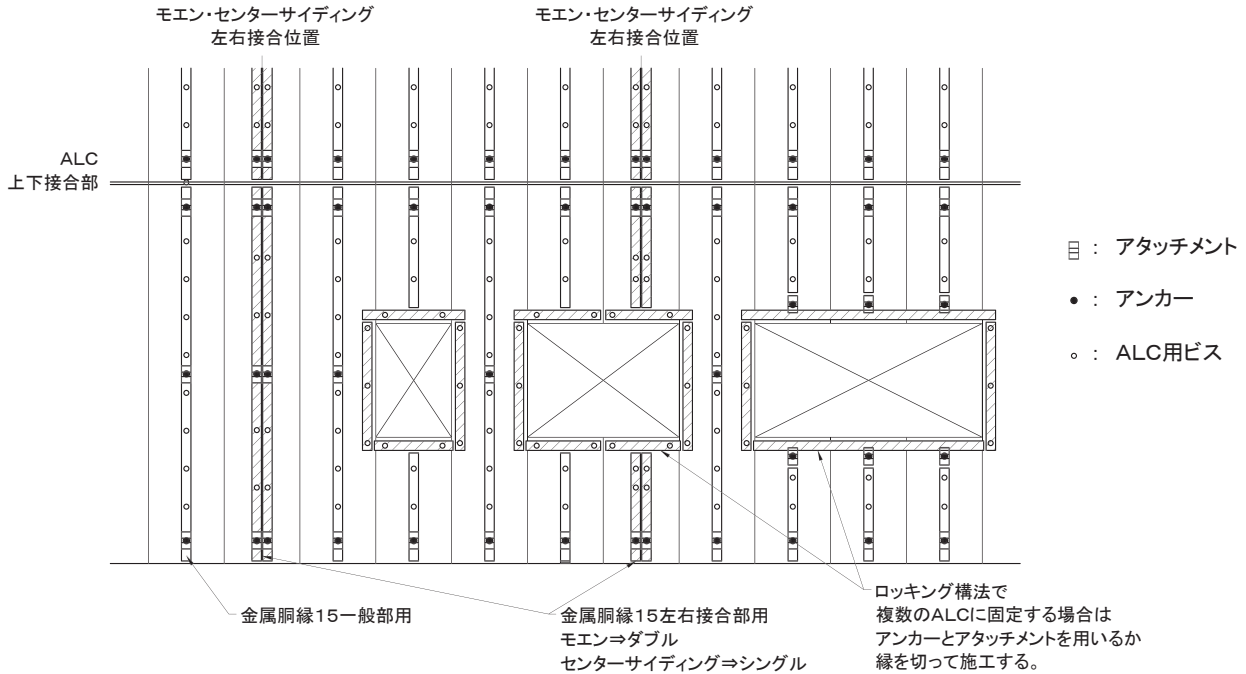 モエン・センターサイディング
左右接合位置
モエン・センターサイディング
左右接合位置
ALC
上下接合部
： アタッチメント
： アンカー
： ALC用ビス
金属胴縁15一般部用
金属胴縁15左右接合部用
モエン⇒ダブル
センターサイディング⇒シングル
ロッキング構法で
複数のALCに固定する場合は
アンカーとアタッチメントを用いるか
縁を切って施工する。